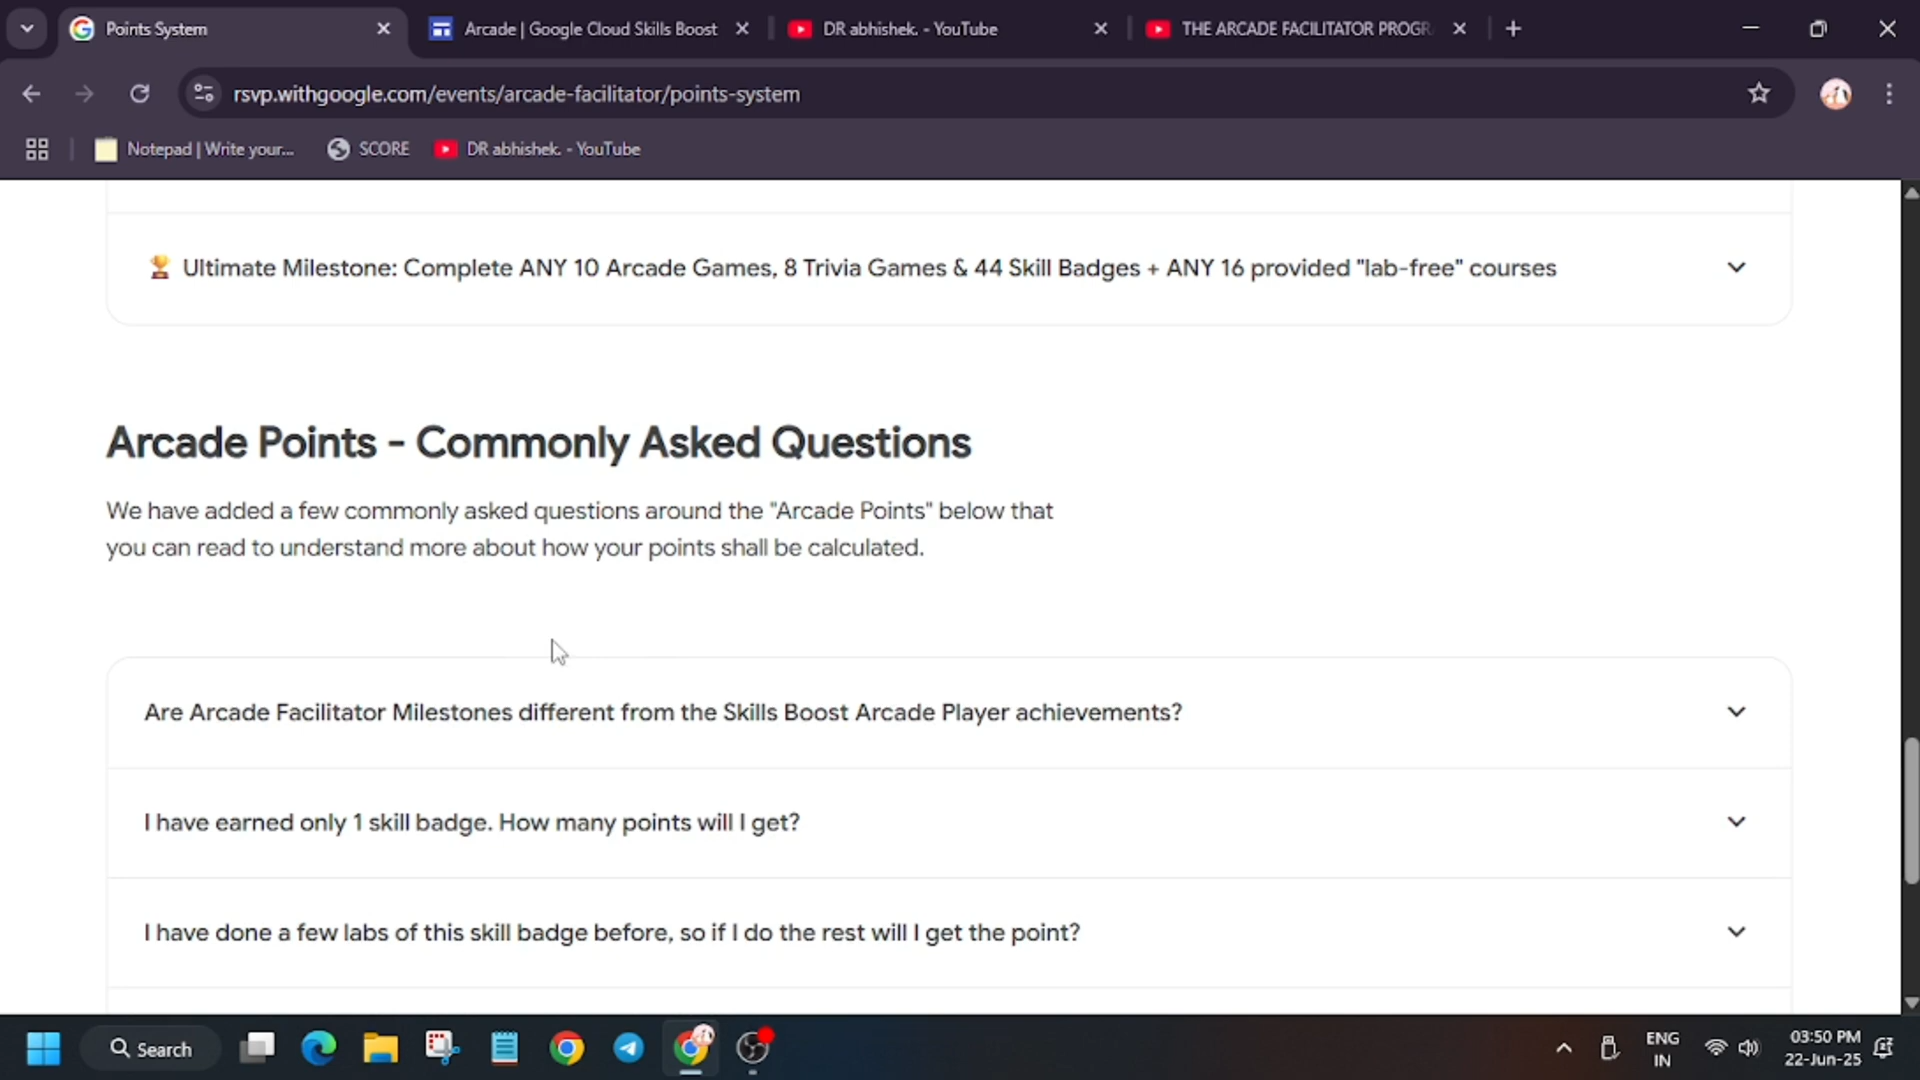 Points System
Arcade | Google Cloud Skills Boost
DR abhishek. - YouTube
THE ARCADE FACILITATOR PROGR
rsvp.withgoogle.com/events/arcade-facilitator/points-system
Notepad | Write your...
SCORE
DR abhishek. - YouTube
Ultimate Milestone: Complete ANY 10 Arcade Games, 8 Trivia Games & 44 Skill Badges + ANY 16 provided "lab-free" courses
Arcade Points - Commonly Asked Questions
We have added a few commonly asked questions around the "Arcade Points" below that
you can read to understand more about how your points shall be calculated.
Are Arcade Facilitator Milestones different from the Skills Boost Arcade Player achievements?
I have earned only 1 skill badge. How many points will I get?
I have done a few labs of this skill badge before, so if I do the rest will I get the point?
Search
ENG
IN
03:50 PM
22-Jun-25